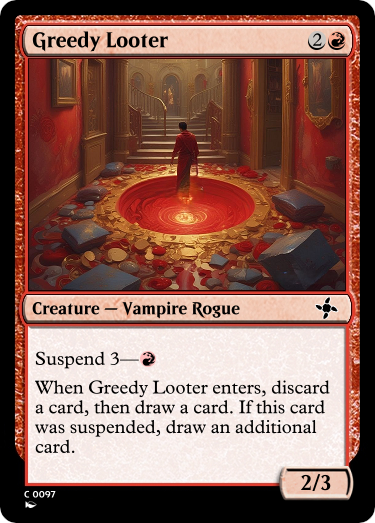 Greedy Looter 2
Creature — Vampire Rogue
Suspend 3—
When Greedy Looter enters, discard
a card, then draw a card. If this card
was suspended, draw an additional
card.
2/3
C 0097